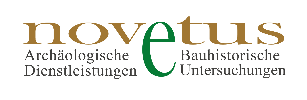 novetus
Archäologische Bauhistorische
Dienstleistungen Untersuchungen